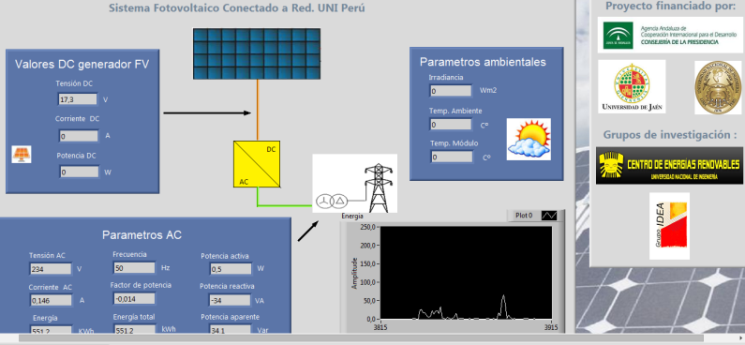 Sistema Fotovoltaico Conectado a Red. UNI Perú
Valores DC generador FV
Tensión DC
17,3 V
Corriente DC
0 A
Potencia DC
0 W
DC
AC
Parametros ambientales
Irradiancia
0 Wm2
Temp. Ambiente
0 Cº
Temp. Módulo
0 Cº
Parametros AC
Tensión AC
234 V
Frecuencia
50 Hz
Potencia activa
0,5 W
Corriente AC
0,146 A
Factor de potencia
-0,014
Potencia reactiva
-34 VA
Energía
551,2 KWh
Energía total
551,2 kWh
Potencia aparente
34,1 Var
Energía
Plot0
Amplitude
250,0
200,0
150,0
100,0
50,0
0,0
3815
3915
Proyecto financiado por:
Agencia Andaluza de
Cooperación Internacional para el Desarrollo
CONSEJERÍA DE LA PRESIDENCIA
UNIVERSIDAD DE JAÉN
Grupos de investigación :
CENTRO DE ENERGIAS RENOVABLES
UNIVERSIDAD NACIONAL DE INGENIERIA
Grupo IDEA